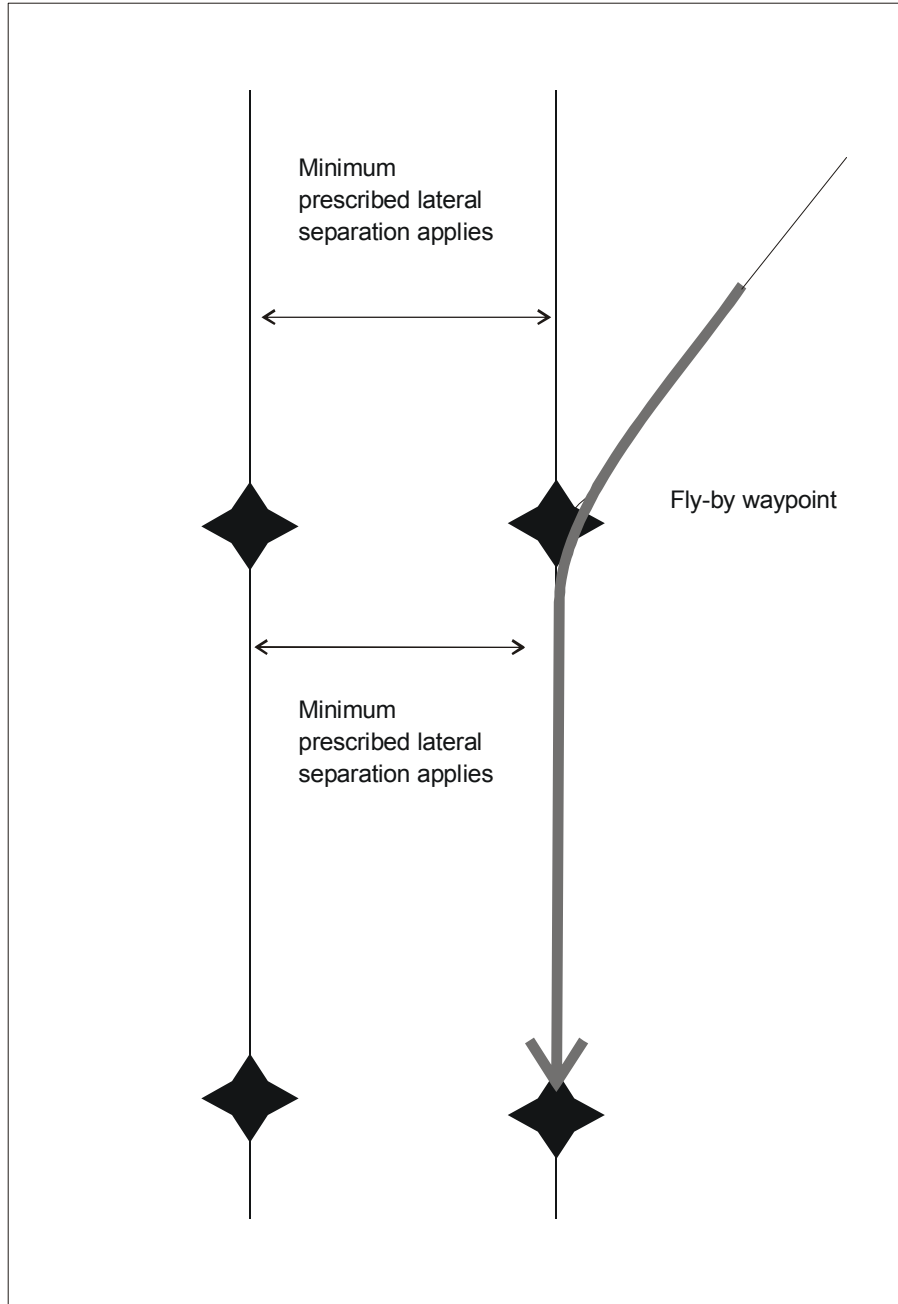 Minimum
prescribed lateral
separation applies
Fly-by waypoint
Minimum
prescribed lateral
separation applies